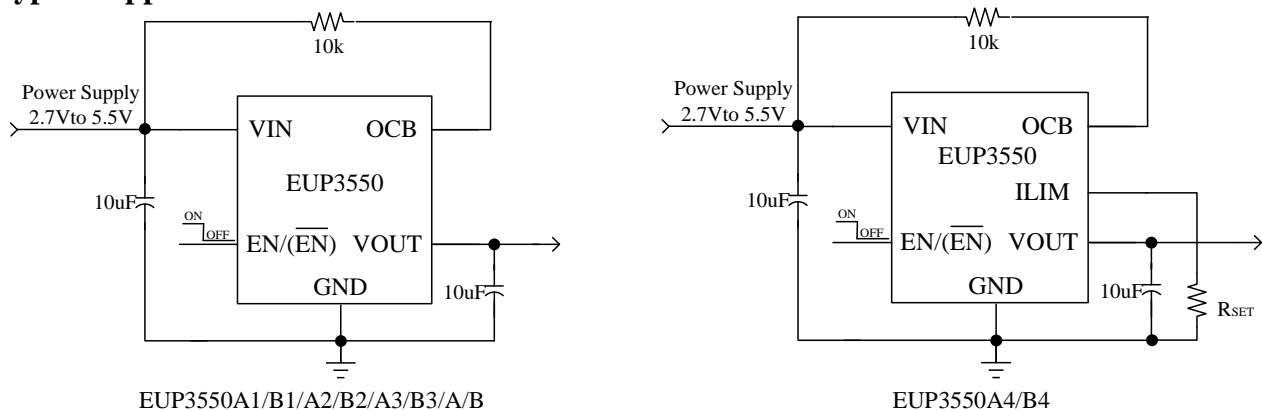 10k
Power Supply
2.7Vto 5.5V
VIN OCB
EUP3550
10uF
ON
OFF
EN/(EN) VOUT
10uF
GND
EUP3550A1/B1/A2/B2/A3/B3/A/B
10k
Power Supply
2.7Vto 5.5V
VIN OCB
EUP3550
ILIM
10uF
ON
OFF
EN/(EN) VOUT
10uF
GND
RSET
EUP3550A4/B4